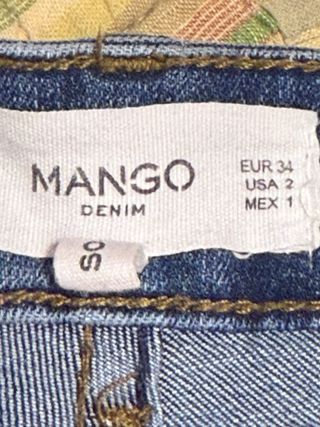 MANGO
DENIM
EUR 34
USA 2
MEX 1